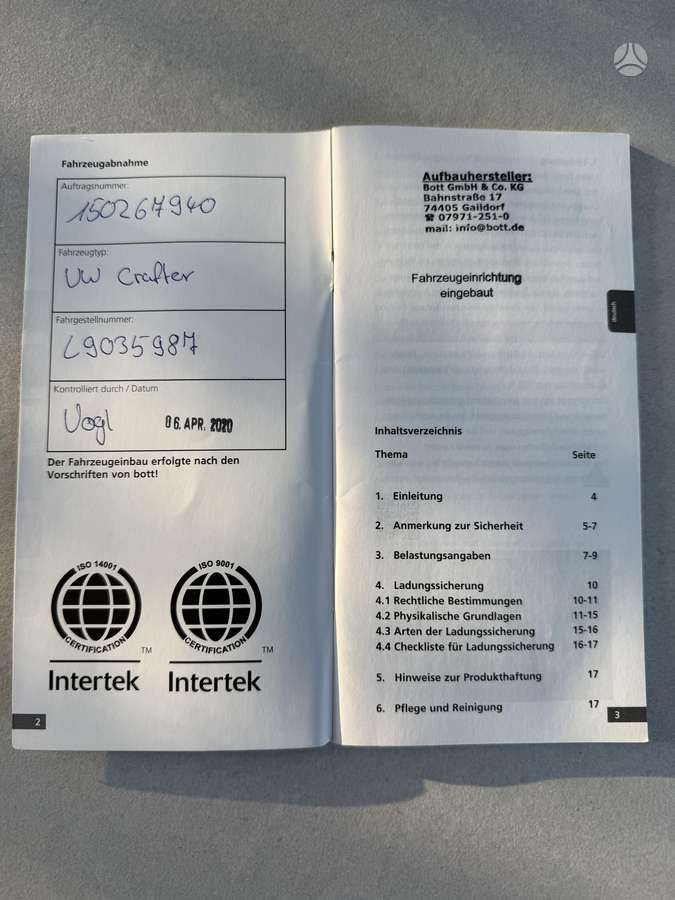 Fahrzeugabnahme
Auftragsnummer:
150267940
Fahrzeugtyp:
VW Crafter
Fahrgestellnummer:
L9035987
Kontrolliert durch / Datum
Vogl 06. APR. 2020
Der Fahrzeugeinbau erfolgte nach den
Vorschriften von bott!
ISO 14001
CERTIFICATION
TM
Intertek
ISO 9001
CERTIFICATION
TM
Intertek
2
Aufbauhersteller:
Bott GmbH & Co. KG
Bahnstraße 17
74405 Gaildorf
☎ 07971-251-0
mail: info@bott.de
Fahrzeugeinrichtung
eingebaut
deutsch
Inhaltsverzeichnis
Thema Seite
1. Einleitung 4
2. Anmerkung zur Sicherheit 5-7
3. Belastungsangaben 7-9
4. Ladungssicherung 10
4.1 Rechtliche Bestimmungen 10-11
4.2 Physikalische Grundlagen 11-15
4.3 Arten der Ladungssicherung 15-16
4.4 Checkliste für Ladungssicherung 16-17
5. Hinweise zur Produkthaftung 17
6. Pflege und Reinigung 17
3